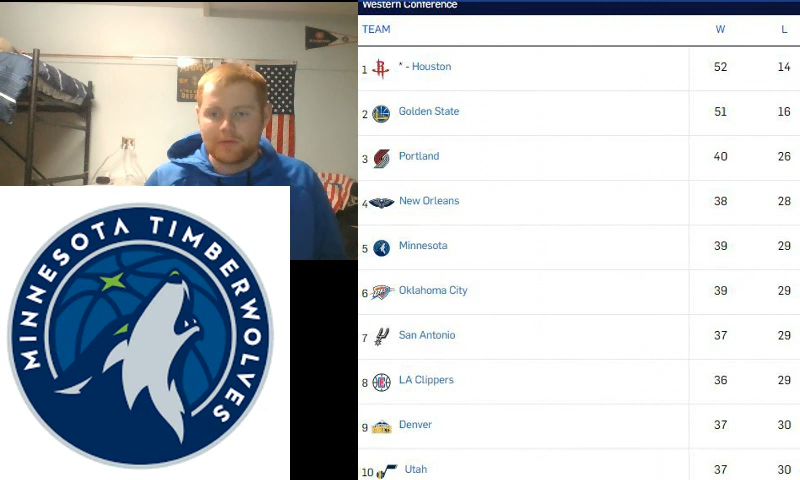 Western Conference
TEAM W L
1 * - Houston 52 14
2 Golden State 51 16
3 Portland 40 26
4 New Orleans 38 28
5 Minnesota 39 29
6 Oklahoma City 39 29
7 San Antonio 37 29
8 LA Clippers 36 29
9 Denver 37 30
10 Utah 37 30
MINNESOTA TIMBERWOLVES